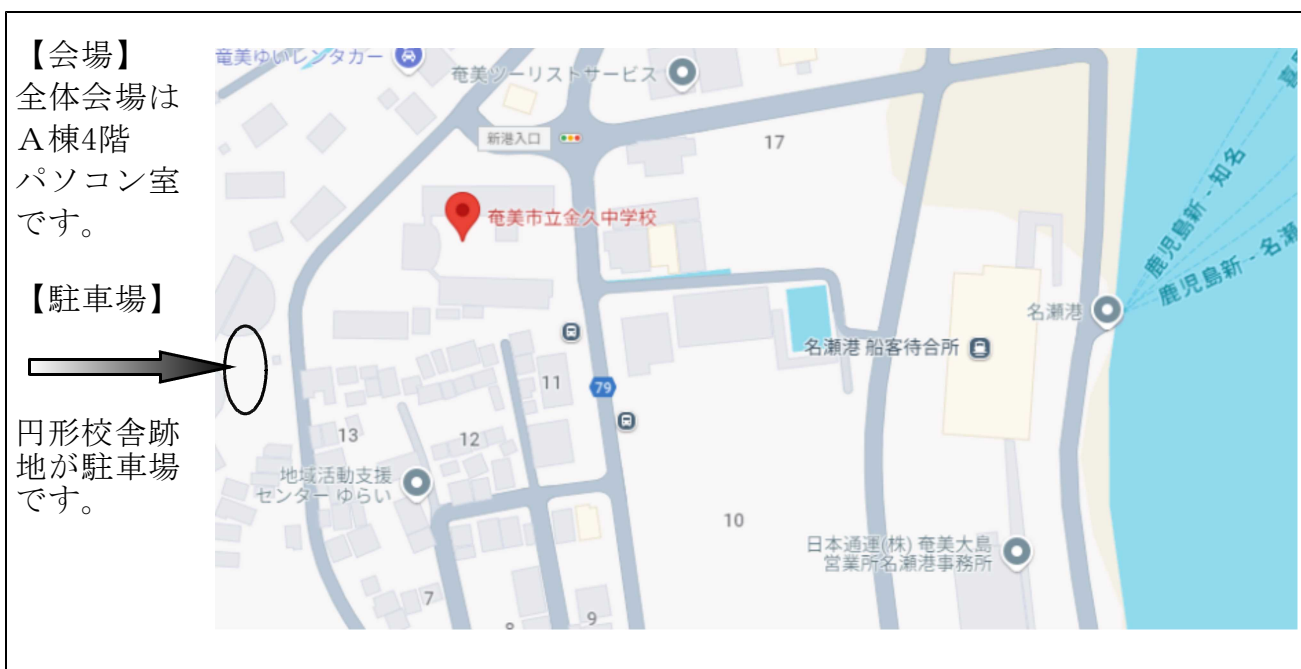 【会場】
全体会場は
Ａ棟4階
パソコン室
です。
【駐車場】
円形校舎跡
地が駐車場
です。
奄美ゆいレンタカー
奄美ツーリストサービス
新港入口
17
奄美市立金久中学校
鹿児島新 - 知名
鹿児島新 - 名瀬
名瀬港
名瀬港 船客待合所
11
79
13
12
地域活動支援
センター ゆらい
10
日本通運(株) 奄美大島
営業所名瀬港事務所
7
8
9